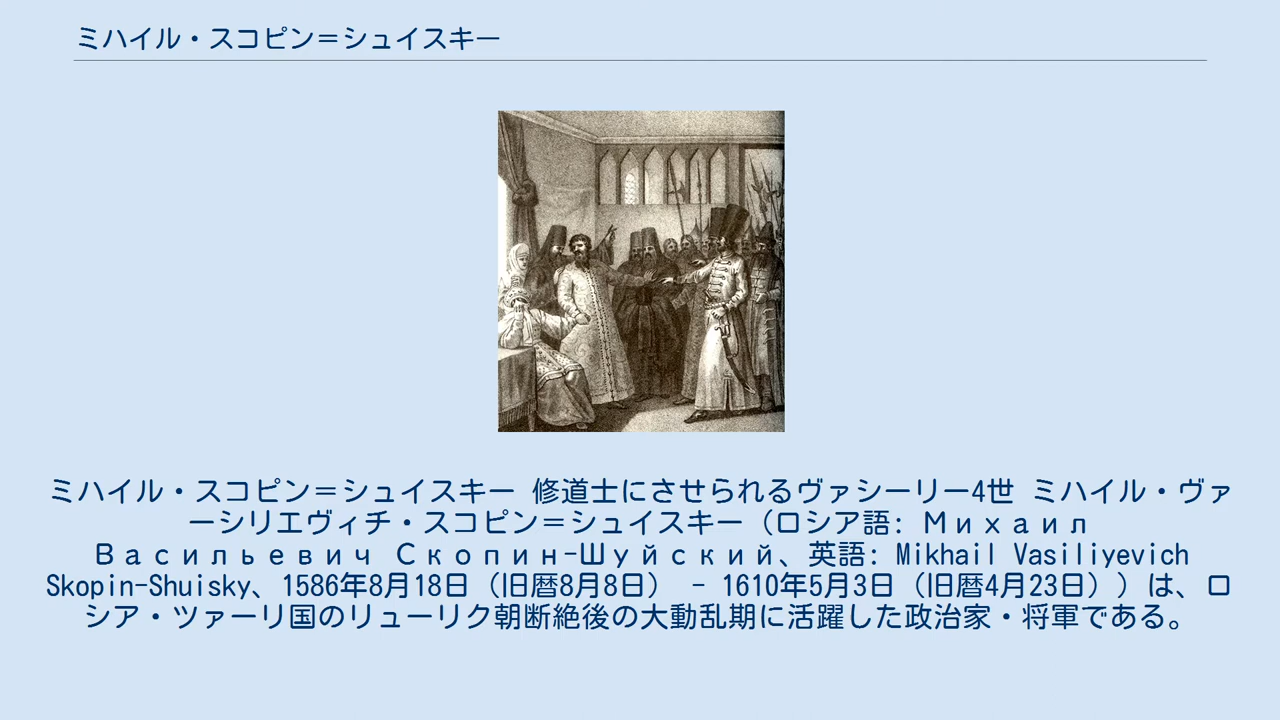 ミハイル・スコピン＝シュイスキー
ミハイル・スコピン＝シュイスキー 修道士にさせられるヴァシーリー4世 ミハイル・ヴァ
ーシリエヴィチ・スコピン＝シュイスキー（ロシア語: Михаил
Васильевич Скопин-Шуйский、英語: Mikhail Vasiliyevich
Skopin-Shuisky、1586年8月18日（旧暦8月8日） - 1610年5月3日（旧暦4月23日））は、ロ
シア・ツァーリ国のリューリク朝断絶後の大動乱期に活躍した政治家・将軍である。